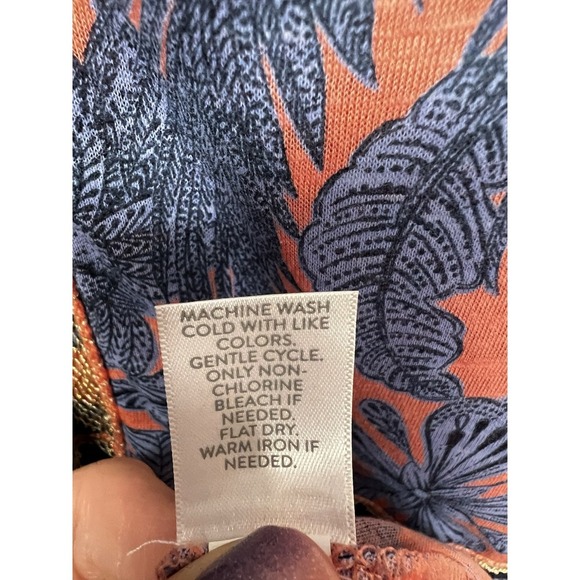 MACHINE WASH
COLD WITH LIKE
COLORS.
GENTLE CYCLE.
ONLY NON-
CHLORINE
BLEACH IF
NEEDED.
FLAT DRY.
WARM IRON IF
NEEDED.